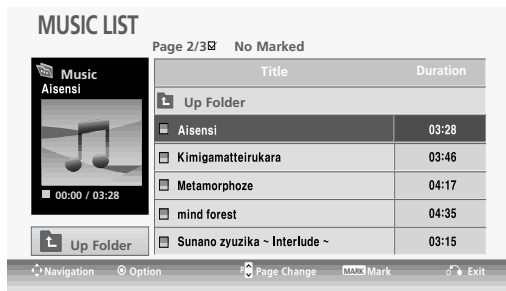 MUSIC LIST
Page 2/3 No Marked
Music
Aisensi
00:00 / 03:28
Up Folder
Title Duration
Up Folder
Aisensi 03:28
Kimigamatteirukara 03:46
Metamorphoze 04:17
mind forest 04:35
Sunano zyuzika ~ Interlude ~ 03:15
Navigation Option P Page Change MARK Mark Exit